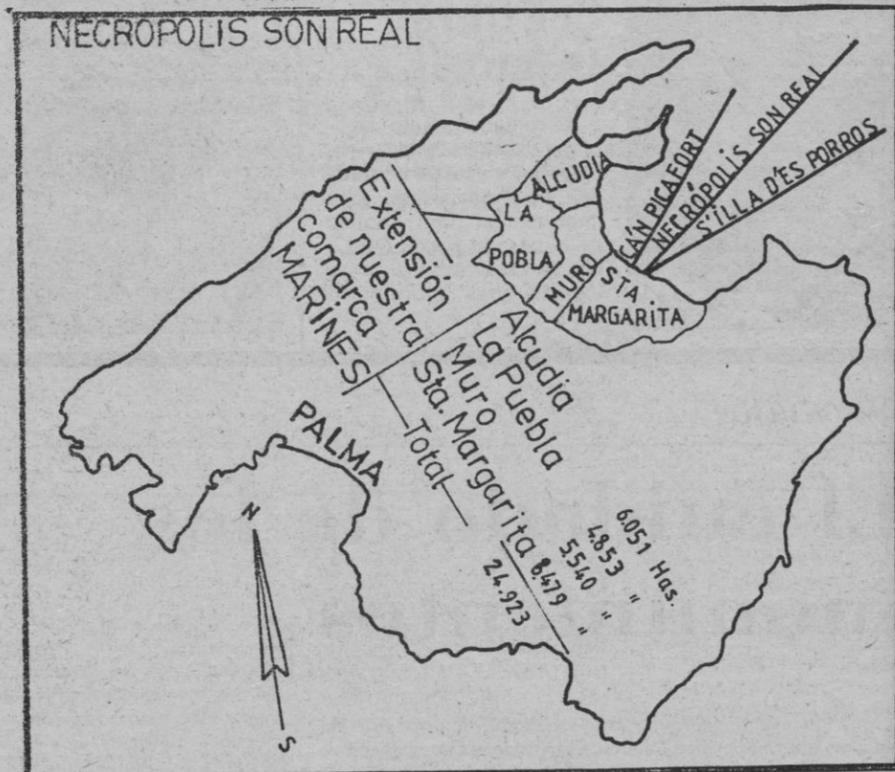 NECROPOLIS SON REAL
ALCUDIA
LA
POBLA
MURO
STA
MARGARITA
CA'N PICAFORT
NECRÓPOLIS SON REAL
S'ILLA D'ES PORROS
Extensión
de nuestra
comarca
MARINES
Alcudia 6.051 Has.
La Puebla 4.853 "
Muro 5.540 "
Sta. Margarita 8.479 "
Total 24.923
PALMA
N
S